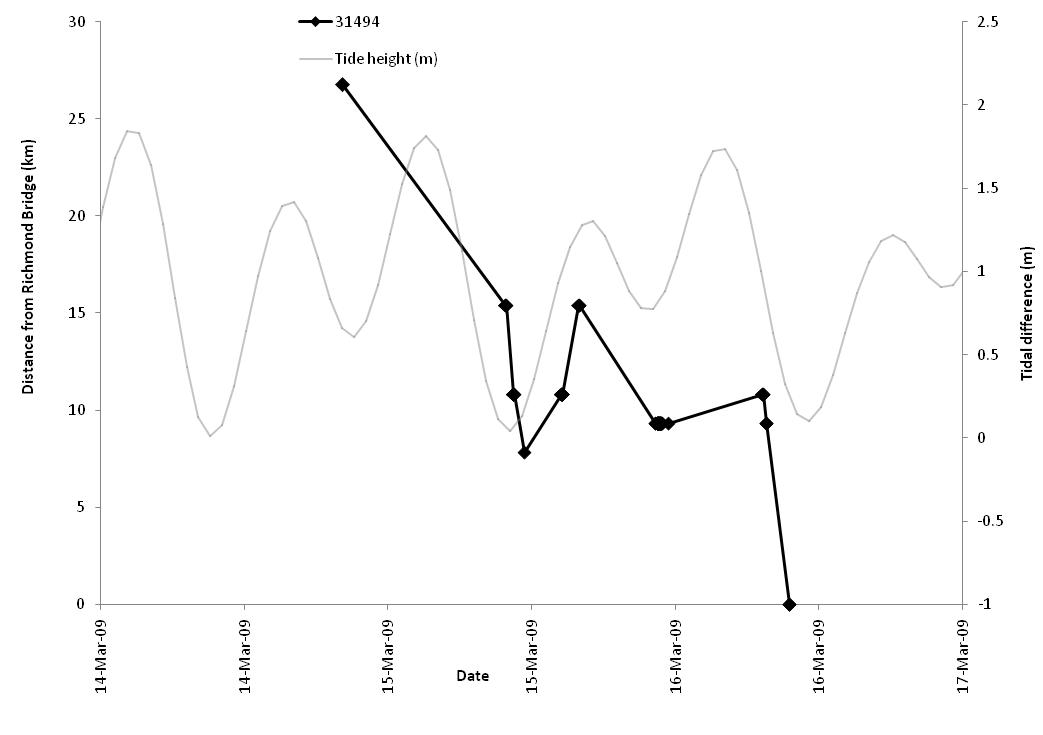 31494
Tide height (m)
30
25
20
15
10
5
0
Distance from Richmond Bridge (km)
2.5
2
1.5
1
0.5
0
-0.5
-1
Tidal difference (m)
14-Mar-09
14-Mar-09
15-Mar-09
15-Mar-09
16-Mar-09
16-Mar-09
17-Mar-09
Date